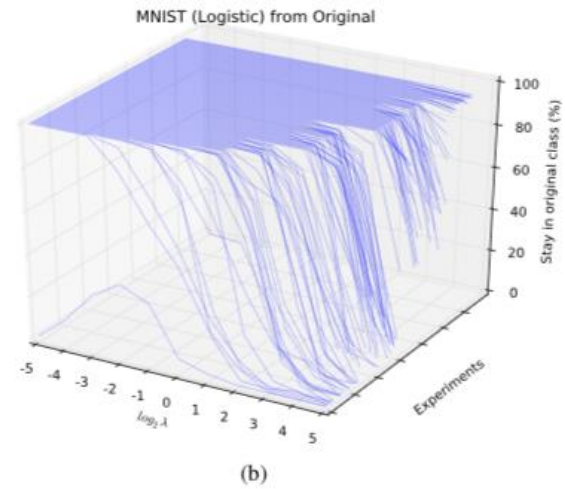 MNIST (Logistic) from Original
100
80
60
40
20
0
Stay in original class (%)
Experiments
-5 -4 -3 -2 -1 0 1 2 3 4 5
log₂ λ
(b)